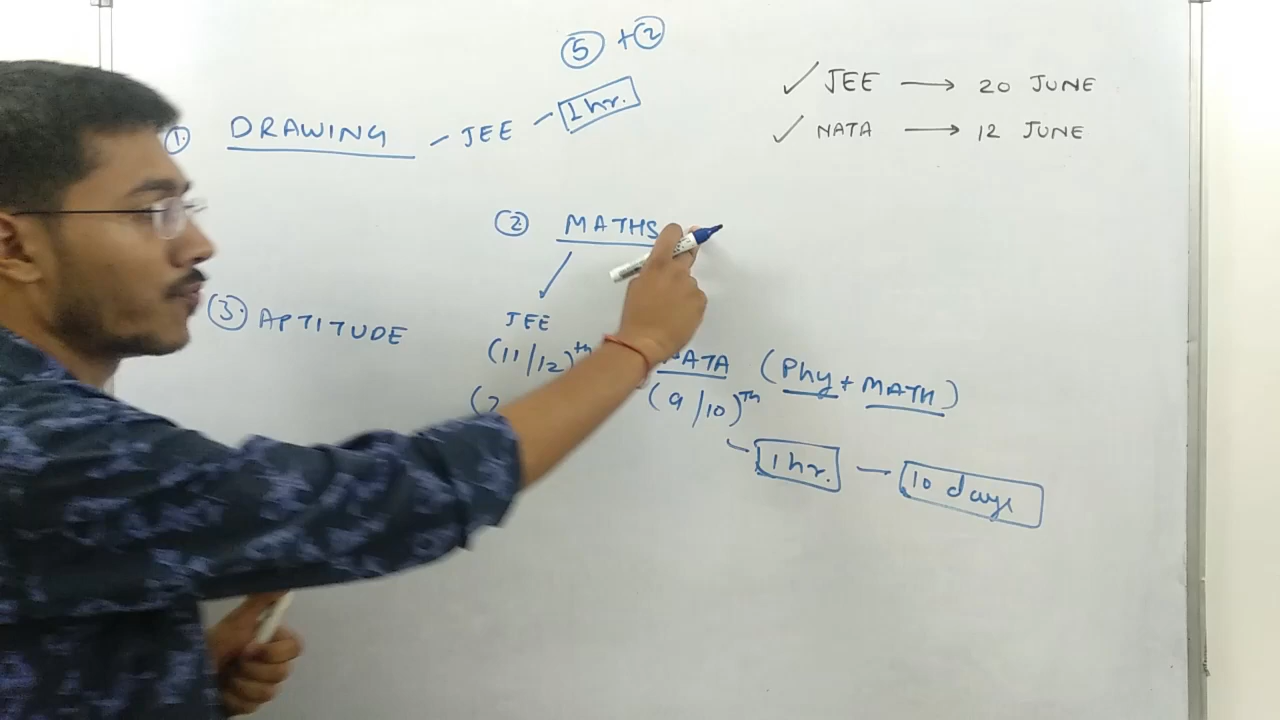 5 +2
1. DRAWING - JEE - 1 hr.
✓ JEE → 20 JUNE
✓ NATA → 12 JUNE
2. MATHS
3. APTITUDE
JEE
(11/12)th
NATA (Phy + MATH)
(9/10)Th
1 hr. - 10 days